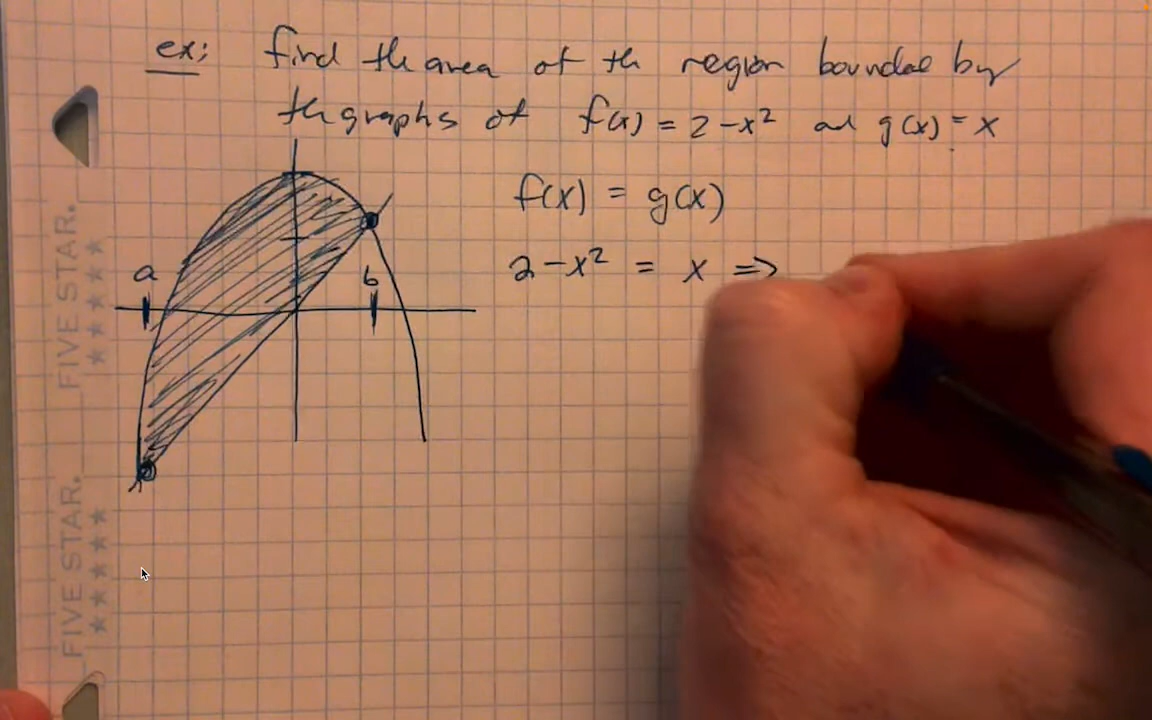 ex: find the area of the region bounded by
the graphs of f(x) = 2-x² and g(x) = x
f(x) = g(x)
2-x² = x ⇒
a
b
FIVE STAR.
FIVE STAR.